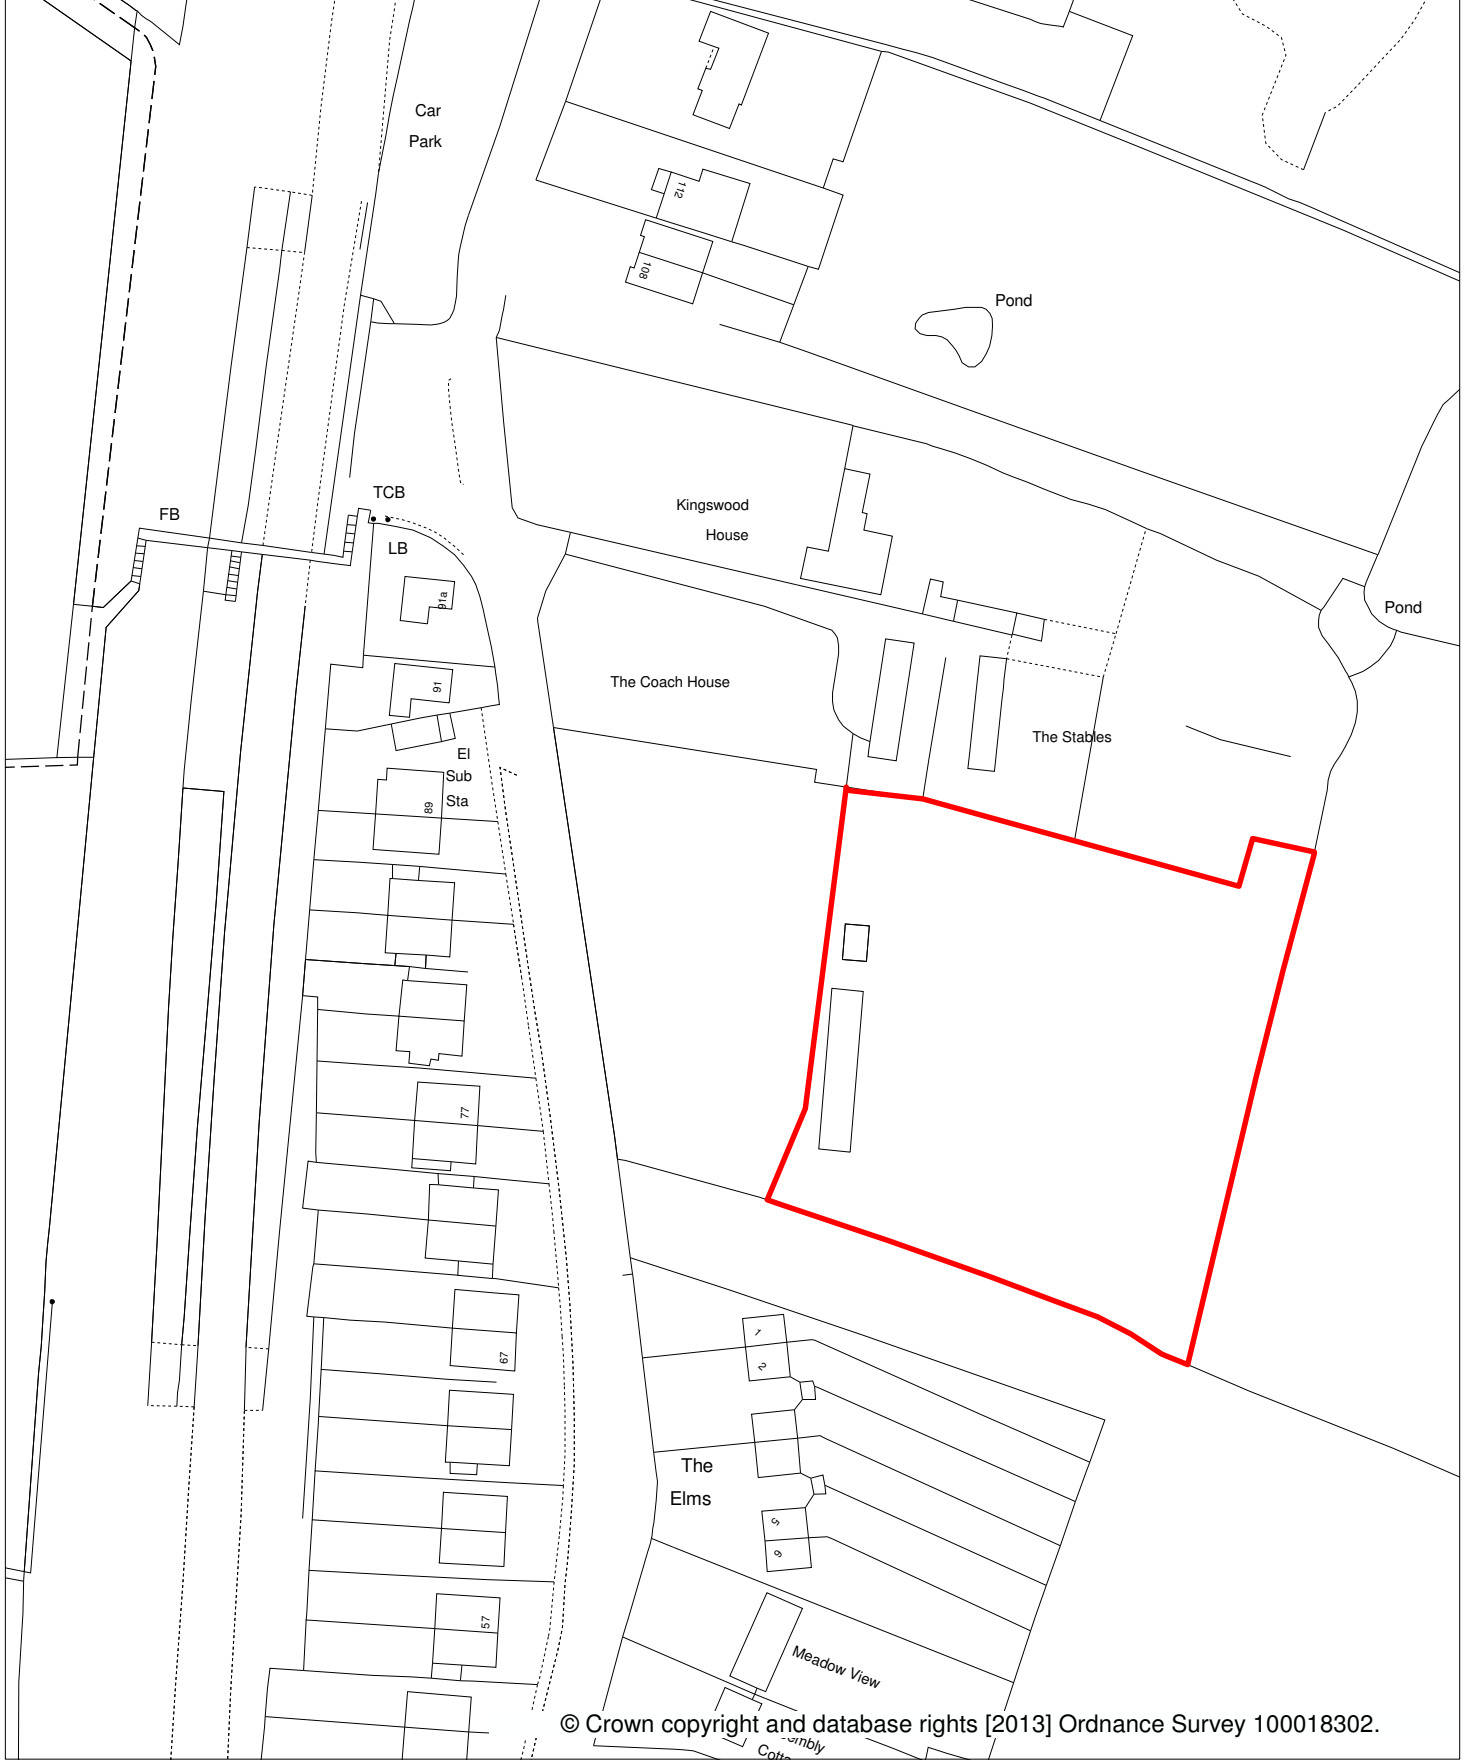 Car
Park
112
108
Pond
TCB
FB
LB
Kingswood
House
91a
Pond
91
The Coach House
The Stables
El
Sub
Sta
89
77
1
2
67
The
Elms
5
6
57
Meadow View
© Crown copyright and database rights [2013] Ordnance Survey 100018302.